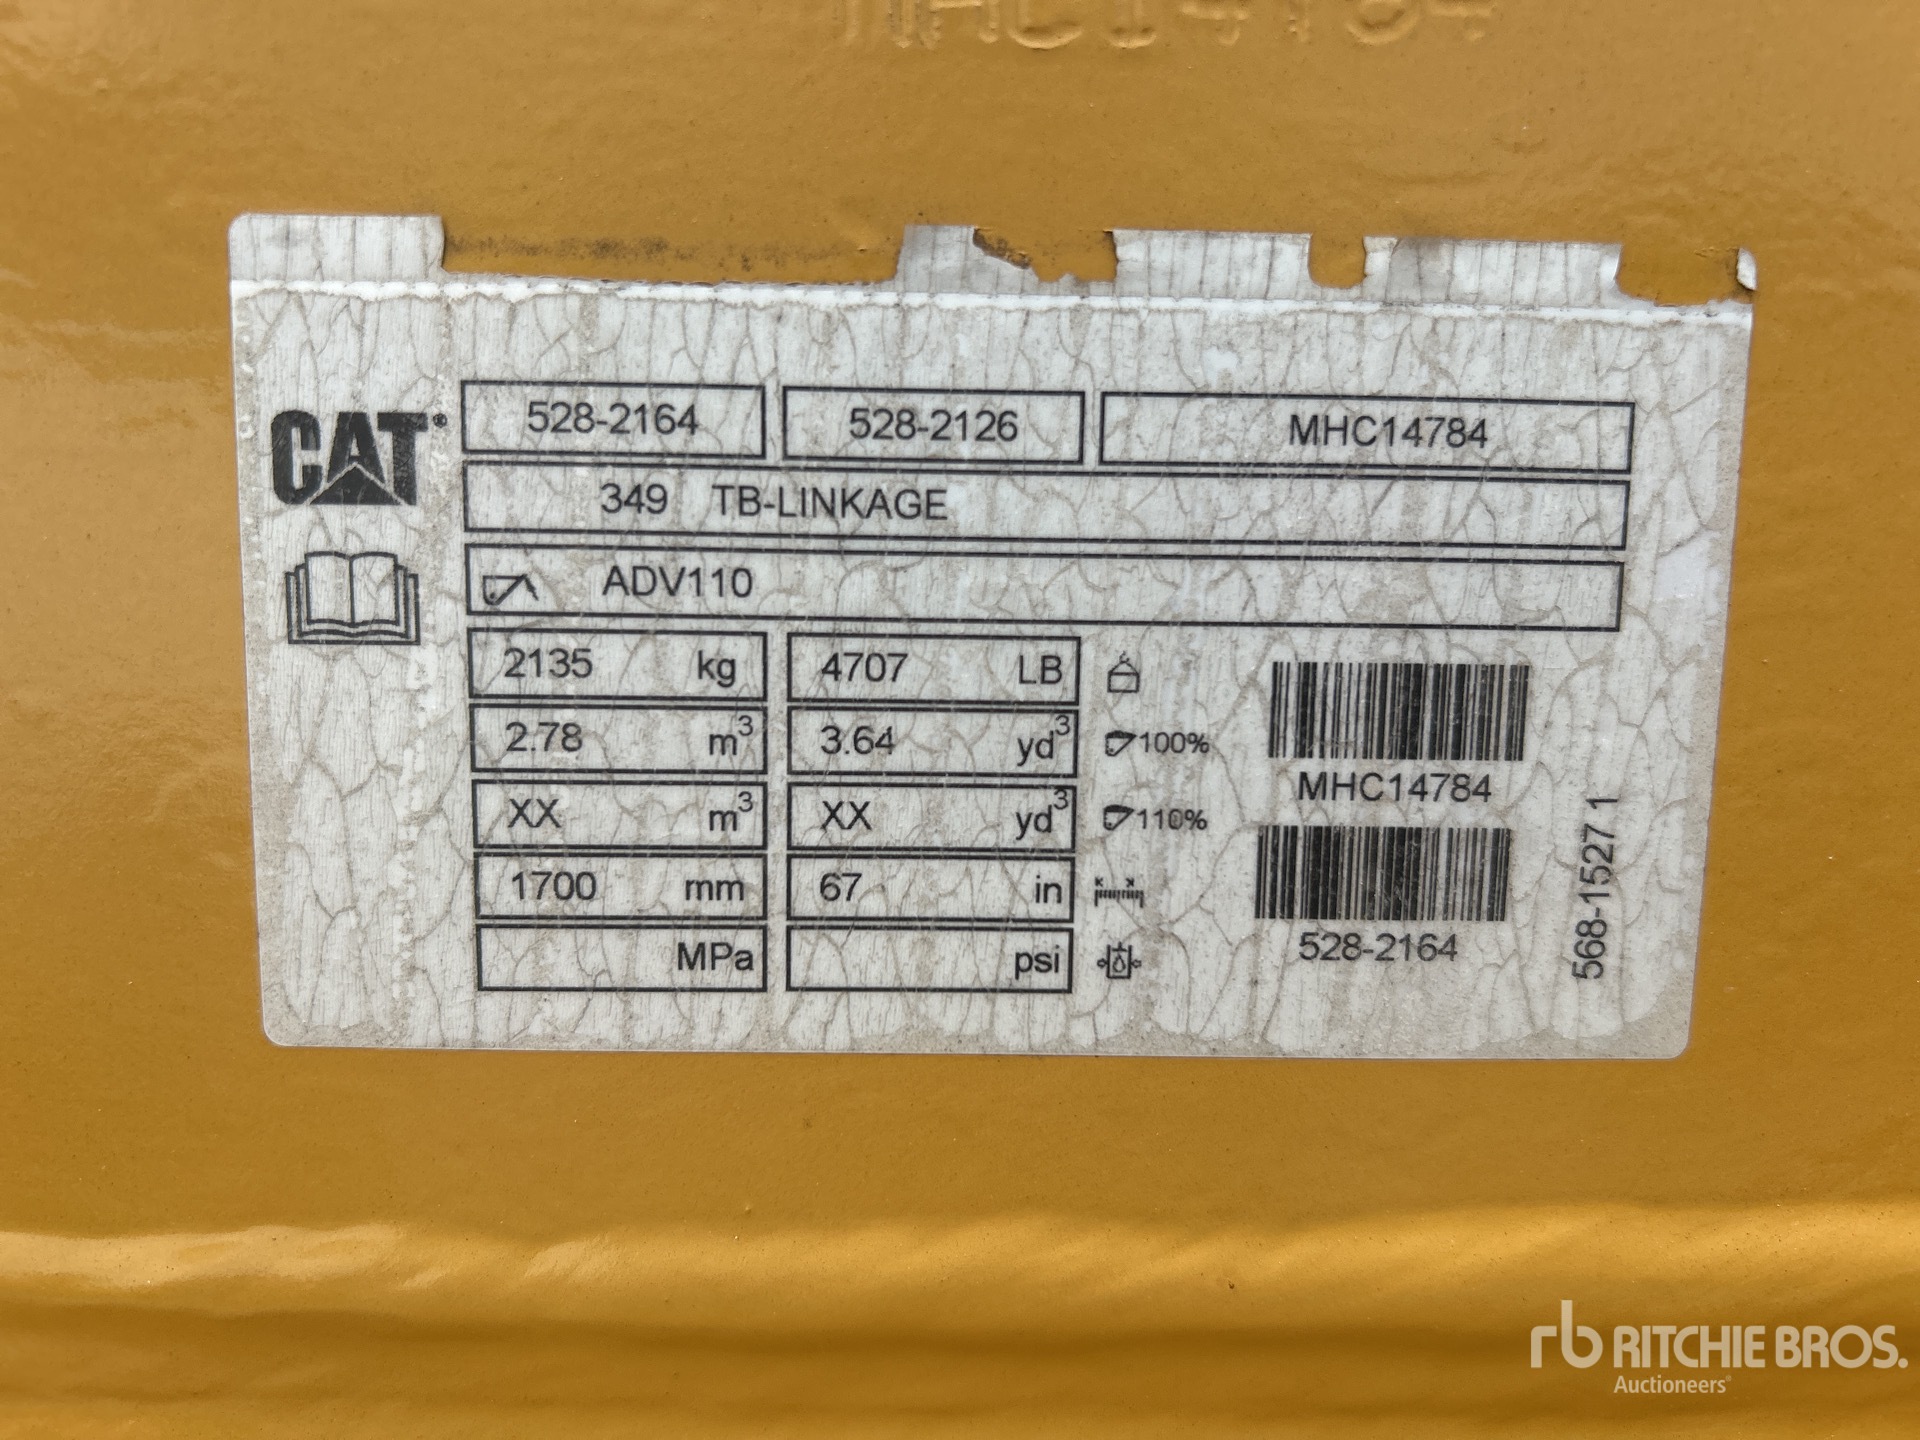 MHC14784
528-2164 528-2126 MHC14784
CAT®
349 TB-LINKAGE
ADV110
2135 kg 4707 LB
2.78 m³ 3.64 yd³ 100%
XX m³ XX yd³ 110%
1700 mm 67 in
MPa psi
MHC14784
528-2164
568-1527 1
rb RITCHIE BROS.
Auctioneers®